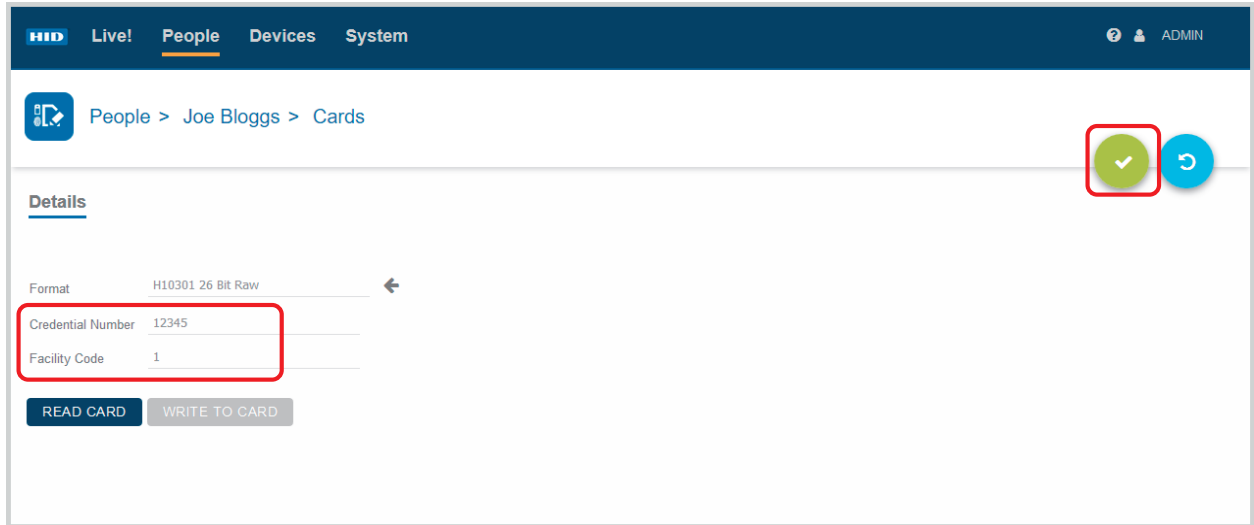 HID Live! People Devices System ADMIN
People > Joe Bloggs > Cards
Details
Format H10301 26 Bit Raw
Credential Number 12345
Facility Code 1
READ CARD WRITE TO CARD